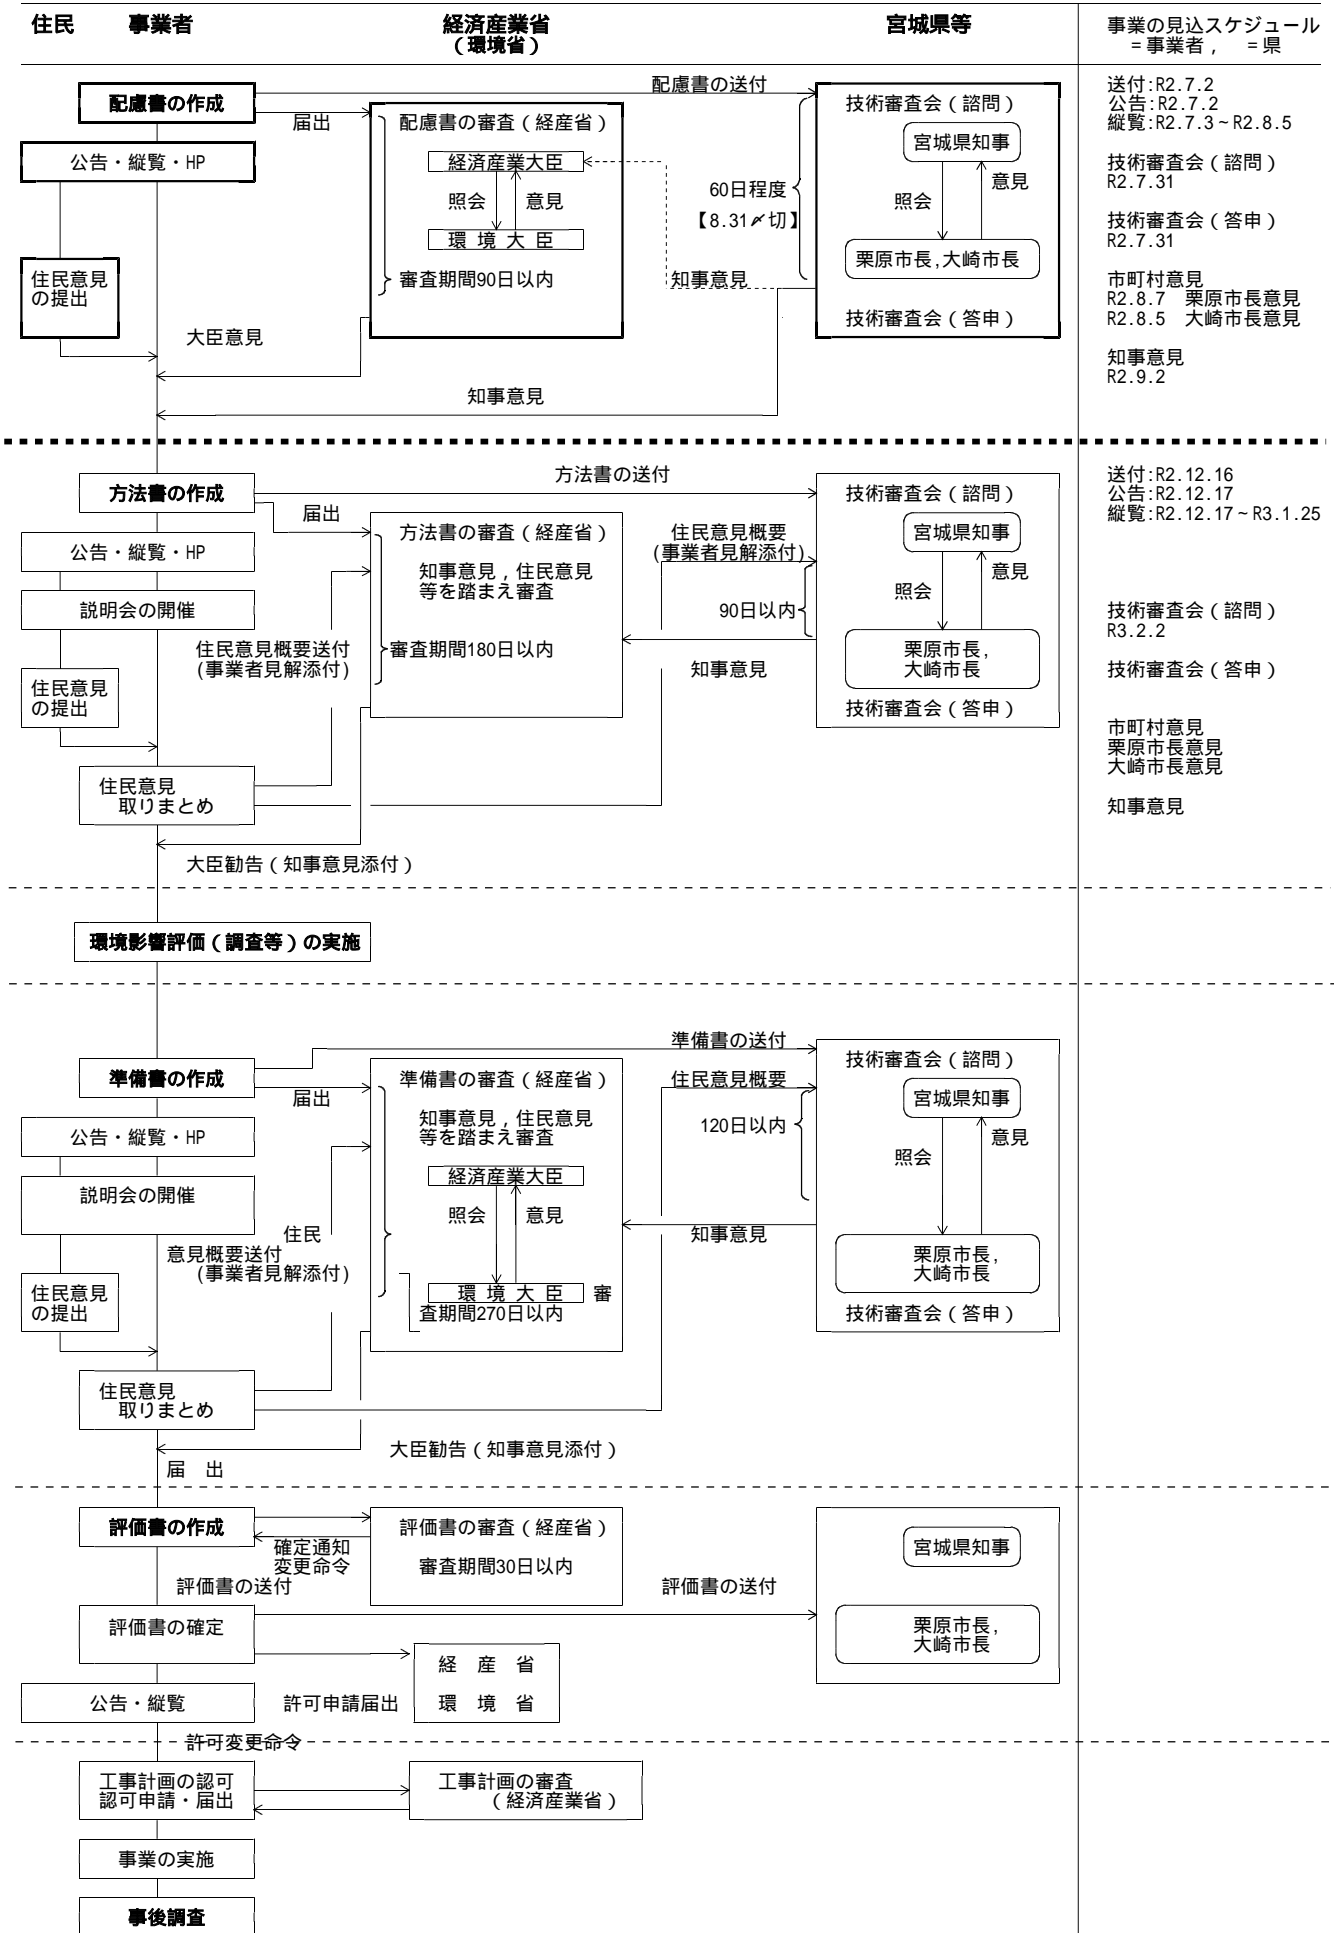 住民 事業者 経済産業省 宮城県等 事業の見込スケジュール
（環境省） ＝事業者， ＝県
配慮書の作成
届出
配慮書の送付
公告・縦覧・HP
住民意見
の提出
配慮書の審査（経産省）
経済産業大臣
照会 意見
環 境 大 臣
審査期間90日以内
大臣意見
知事意見
知事意見
60日程度
【8.31〆切】
技術審査会（諮問）
宮城県知事
照会 意見
栗原市長,大崎市長
技術審査会（答申）
送付:R2.7.2
公告:R2.7.2
縦覧:R2.7.3～R2.8.5
技術審査会（諮問）
R2.7.31
技術審査会（答申）
R2.7.31
市町村意見
R2.8.7 栗原市長意見
R2.8.5 大崎市長意見
知事意見
R2.9.2
方法書の作成
届出
方法書の送付
公告・縦覧・HP
説明会の開催
住民意見
の提出
住民意見概要送付
(事業者見解添付)
住民意見
取りまとめ
方法書の審査（経産省）
知事意見，住民意見
等を踏まえ審査
審査期間180日以内
大臣勧告（知事意見添付）
住民意見概要
(事業者見解添付)
90日以内
知事意見
技術審査会（諮問）
宮城県知事
照会 意見
栗原市長,
大崎市長
技術審査会（答申）
送付:R2.12.16
公告:R2.12.17
縦覧:R2.12.17～R3.1.25
技術審査会（諮問）
R3.2.2
技術審査会（答申）
市町村意見
栗原市長意見
大崎市長意見
知事意見
環境影響評価（調査等）の実施
準備書の作成
届出
準備書の送付
公告・縦覧・HP
説明会の開催
住民
意見概要送付
(事業者見解添付)
住民意見
の提出
住民意見
取りまとめ
準備書の審査（経産省）
知事意見，住民意見
等を踏まえ審査
経済産業大臣
照会 意見
環 境 大 臣 審
査期間270日以内
大臣勧告（知事意見添付）
住民意見概要
120日以内
知事意見
技術審査会（諮問）
宮城県知事
照会 意見
栗原市長,
大崎市長
技術審査会（答申）
届 出
評価書の作成
確定通知
変更命令
評価書の審査（経産省）
審査期間30日以内
宮城県知事
評価書の送付 評価書の送付
評価書の確定
栗原市長,
大崎市長
経 産 省
環 境 省
公告・縦覧
許可申請届出
許可変更命令
工事計画の認可
認可申請・届出
工事計画の審査
（経済産業省）
事業の実施
事後調査